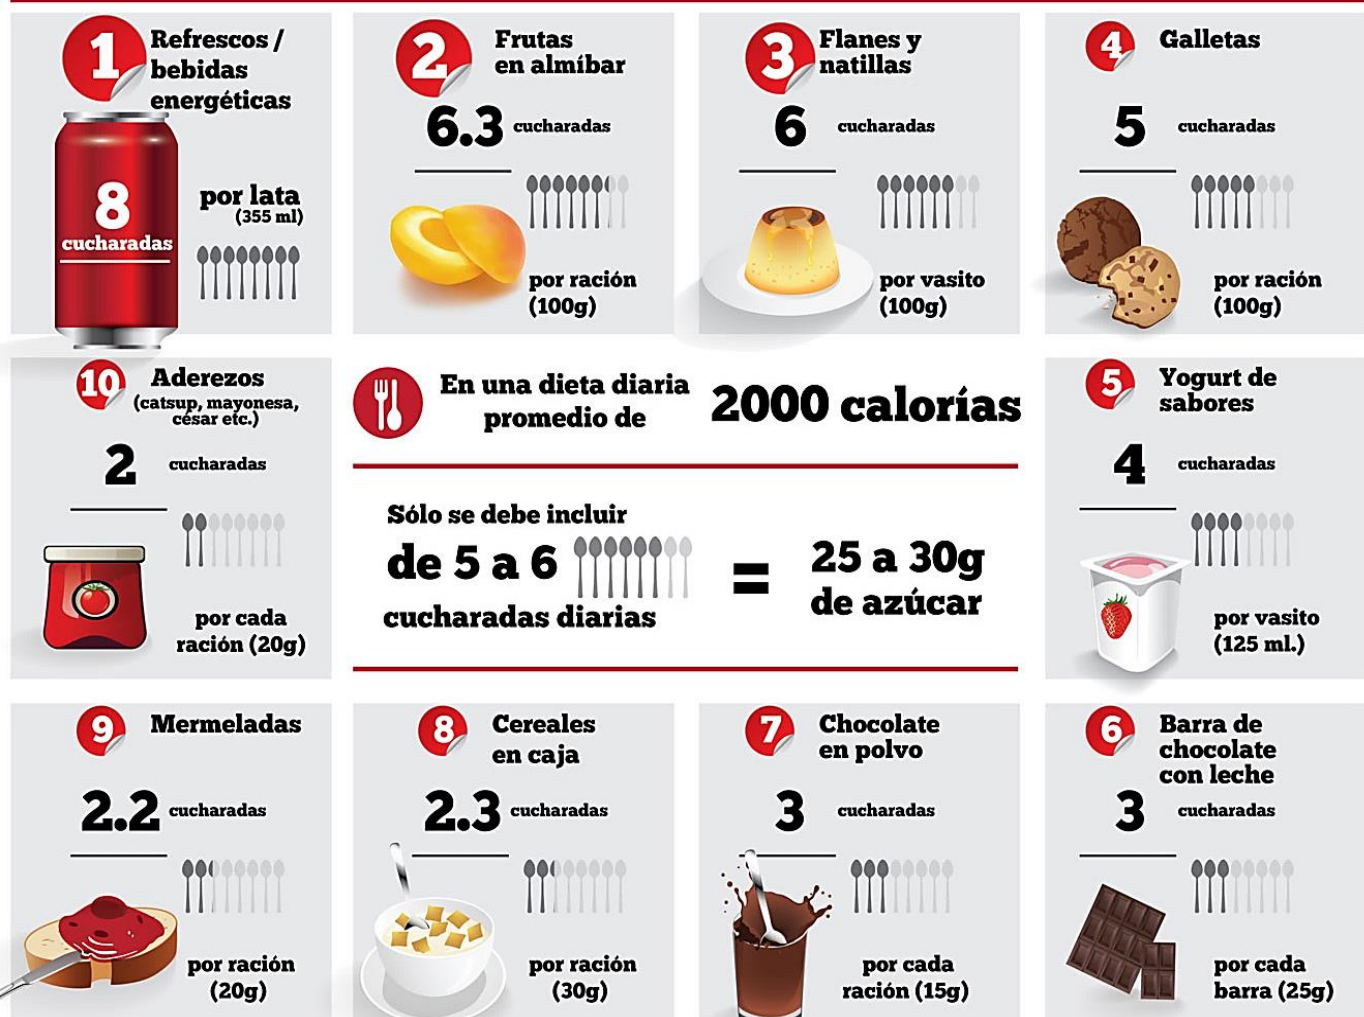 1
Refrescos /
bebidas
energéticas
8
cucharadas
por lata
(355 ml)
2
Frutas
en almíbar
6.3 cucharadas
por ración
(100g)
3
Flanes y
natillas
6 cucharadas
por vasito
(100g)
4
Galletas
5 cucharadas
por ración
(100g)
10
Aderezos
(catsup, mayonesa,
césar etc.)
2 cucharadas
por cada
ración (20g)
En una dieta diaria
promedio de
2000 calorías
Sólo se debe incluir
de 5 a 6
cucharadas diarias
=
25 a 30g
de azúcar
5
Yogurt de
sabores
4 cucharadas
por vasito
(125 ml.)
9
Mermeladas
2.2 cucharadas
por ración
(20g)
8
Cereales
en caja
2.3 cucharadas
por ración
(30g)
7
Chocolate
en polvo
3 cucharadas
por cada
ración (15g)
6
Barra de
chocolate
con leche
3 cucharadas
por cada
barra (25g)